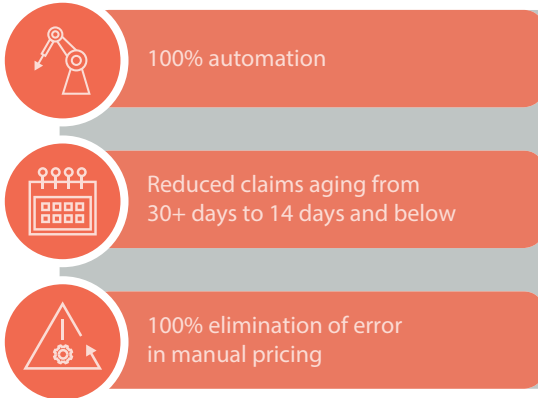 100% automation
Reduced claims aging from
30+ days to 14 days and below
100% elimination of error
in manual pricing